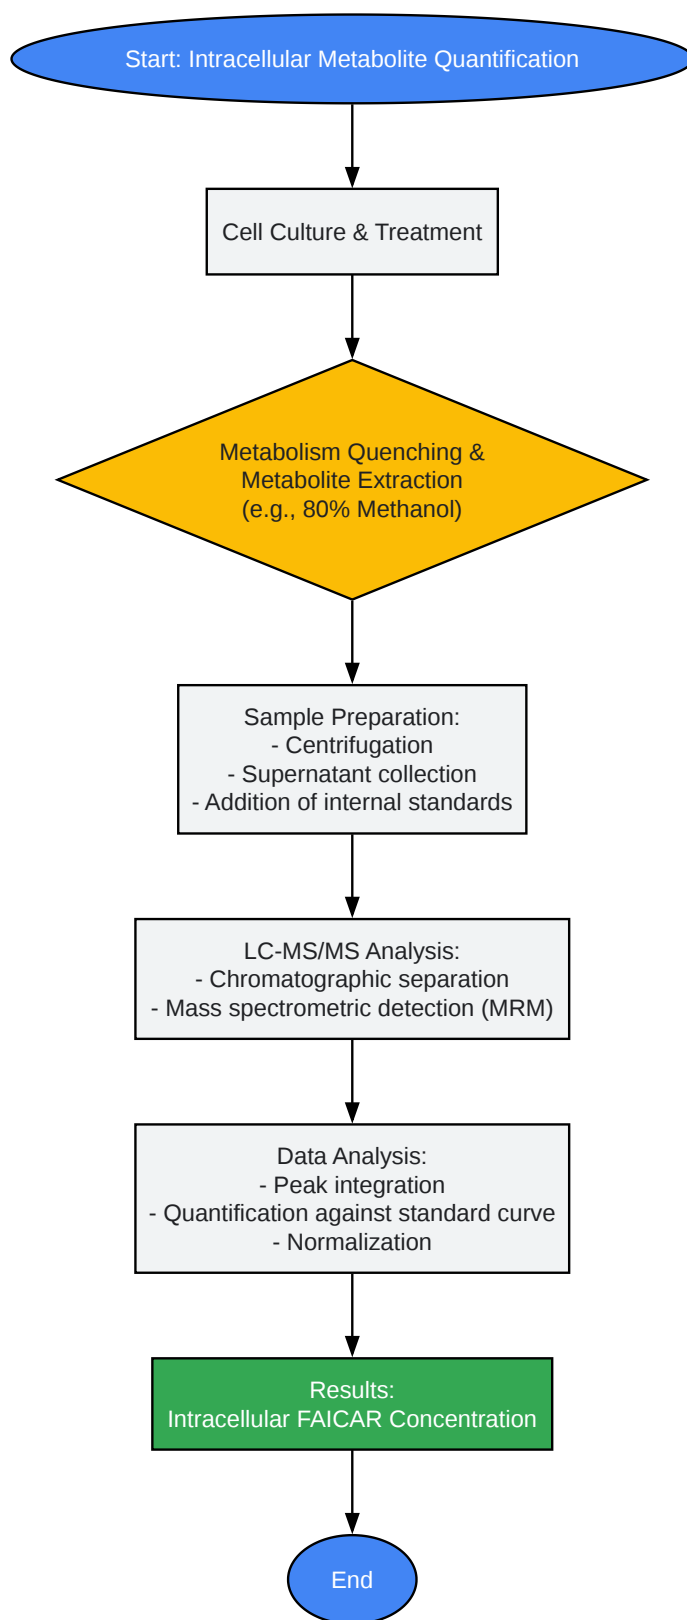 Start: Intracellular Metabolite Quantification
Cell Culture & Treatment
Metabolism Quenching &
Metabolite Extraction
(e.g., 80% Methanol)
Sample Preparation:
- Centrifugation
- Supernatant collection
- Addition of internal standards
LC-MS/MS Analysis:
- Chromatographic separation
- Mass spectrometric detection (MRM)
Data Analysis:
- Peak integration
- Quantification against standard curve
- Normalization
Results:
Intracellular FAICAR Concentration
End